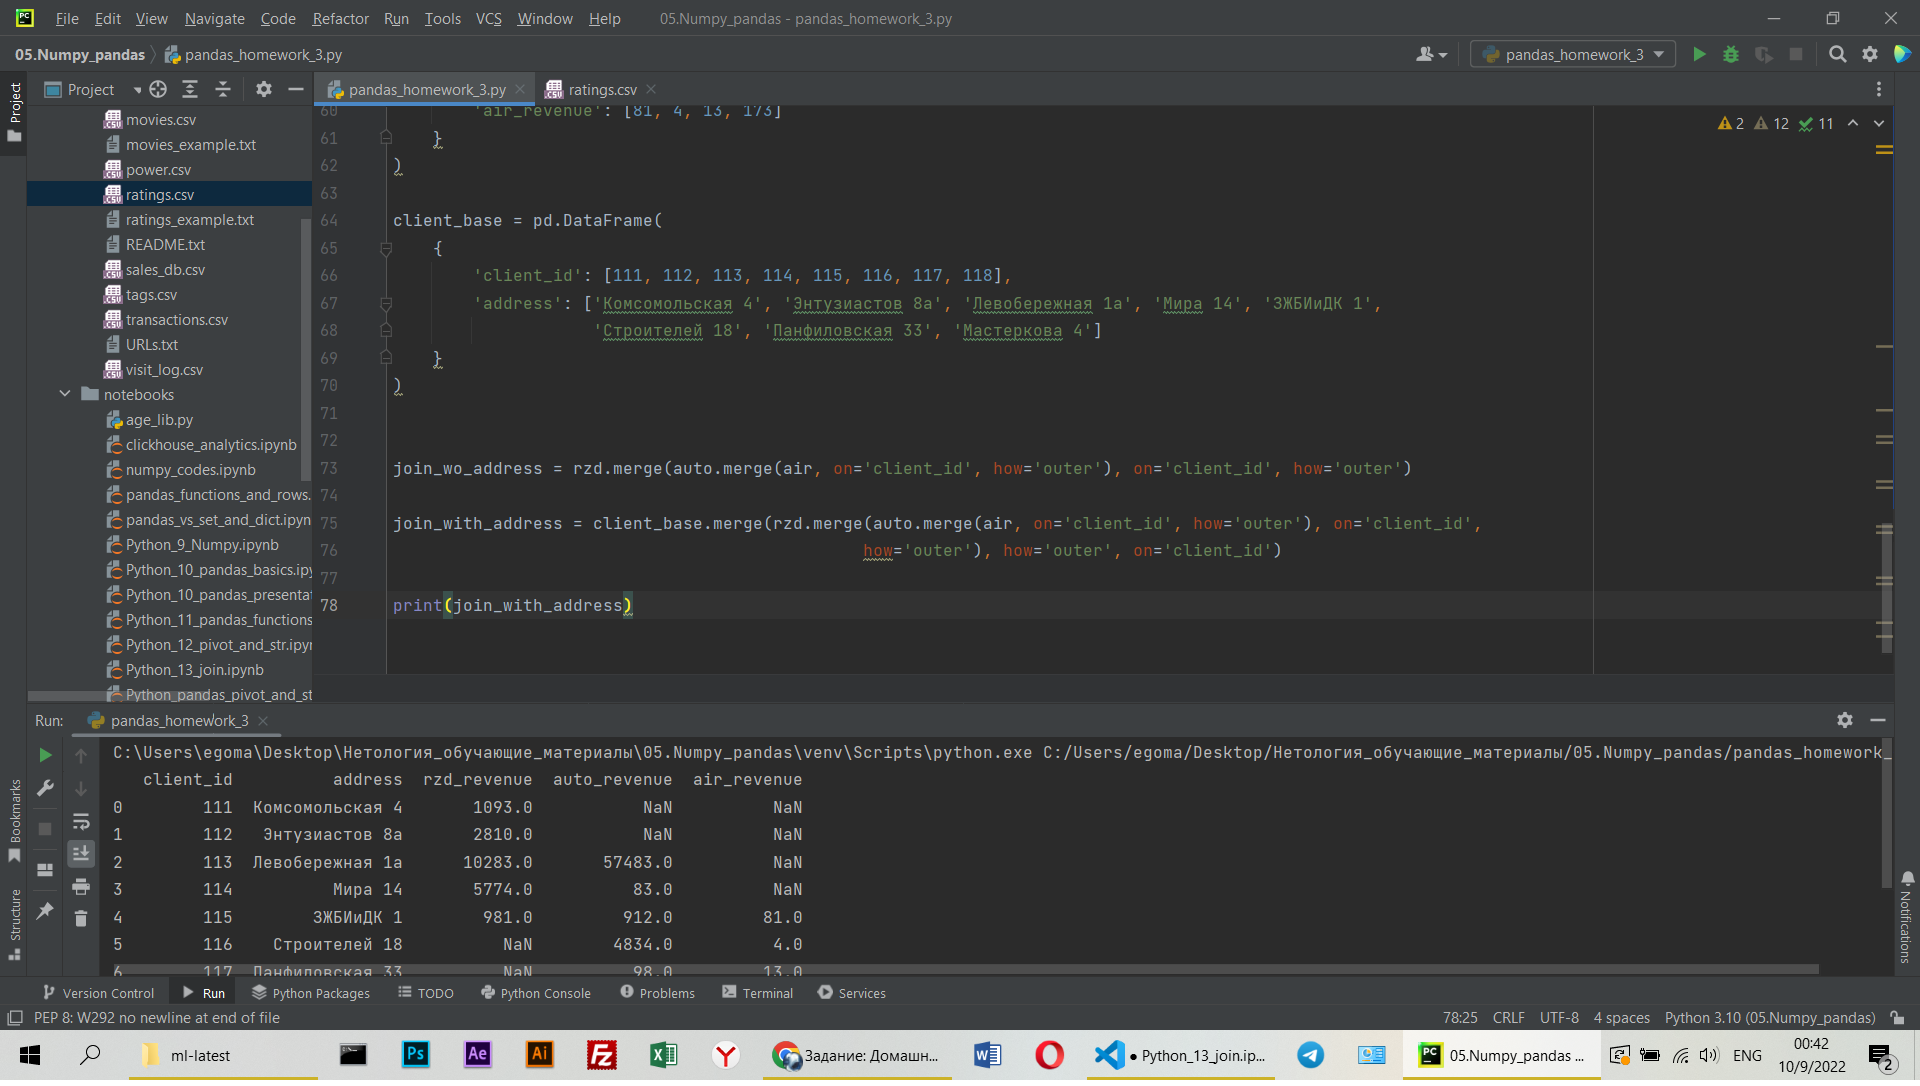 File Edit View Navigate Code Refactor Run Tools VCS Window Help 05.Numpy_pandas - pandas_homework_3.py
05.Numpy_pandas pandas_homework_3.py pandas_homework_3
Project pandas_homework_3.py ratings.csv
Project
movies.csv
movies_example.txt
power.csv
ratings.csv
ratings_example.txt
README.txt
sales_db.csv
tags.csv
transactions.csv
URLs.txt
visit_log.csv
notebooks
age_lib.py
clickhouse_analytics.ipynb
numpy_codes.ipynb
pandas_functions_and_rows.
pandas_vs_set_and_dict.ipyn
Python_9_Numpy.ipynb
Python_10_pandas_basics.ipy
Python_10_pandas_presentat
Python_11_pandas_functions
Python_12_pivot_and_str.ipyn
Python_13_join.ipynb
Python_pandas_pivot_and_st
2 12 11
60 'air_revenue': [81, 4, 13, 173]
61 }
62 )
63
64 client_base = pd.DataFrame(
65 {
66 'client_id': [111, 112, 113, 114, 115, 116, 117, 118],
67 'address': ['Комсомольская 4', 'Энтузиастов 8а', 'Левобережная 1а', 'Мира 14', 'ЗЖБИиДК 1',
68 'Строителей 18', 'Панфиловская 33', 'Мастеркова 4']
69 }
70 )
71
72
73 join_wo_address = rzd.merge(auto.merge(air, on='client_id', how='outer'), on='client_id', how='outer')
74
75 join_with_address = client_base.merge(rzd.merge(auto.merge(air, on='client_id', how='outer'), on='client_id',
76 how='outer'), how='outer', on='client_id')
77
78 print(join_with_address)
Run: pandas_homework_3
C:\Users\egoma\Desktop\Нетология_обучающие_материалы\05.Numpy_pandas\venv\Scripts\python.exe C:/Users/egoma/Desktop/Нетология_обучающие_материалы/05.Numpy_pandas/pandas_homework_
client_id address rzd_revenue auto_revenue air_revenue
0 111 Комсомольская 4 1093.0 NaN NaN
1 112 Энтузиастов 8а 2810.0 NaN NaN
2 113 Левобережная 1а 10283.0 57483.0 NaN
3 114 Мира 14 5774.0 83.0 NaN
4 115 ЗЖБИиДК 1 981.0 912.0 81.0
5 116 Строителей 18 NaN 4834.0 4.0
6 117 Панфиловская 33 NaN 98.0 13.0
Bookmarks
Structure
Notifications
Version Control Run Python Packages TODO Python Console Problems Terminal Services
PEP 8: W292 no newline at end of file 78:25 CRLF UTF-8 4 spaces Python 3.10 (05.Numpy_pandas)
ml-latest Ps Ae Ai Fz Задание: Домашн... • Python_13_join.ip... PC 05.Numpy_pandas ... ENG 00:42
10/9/2022 2